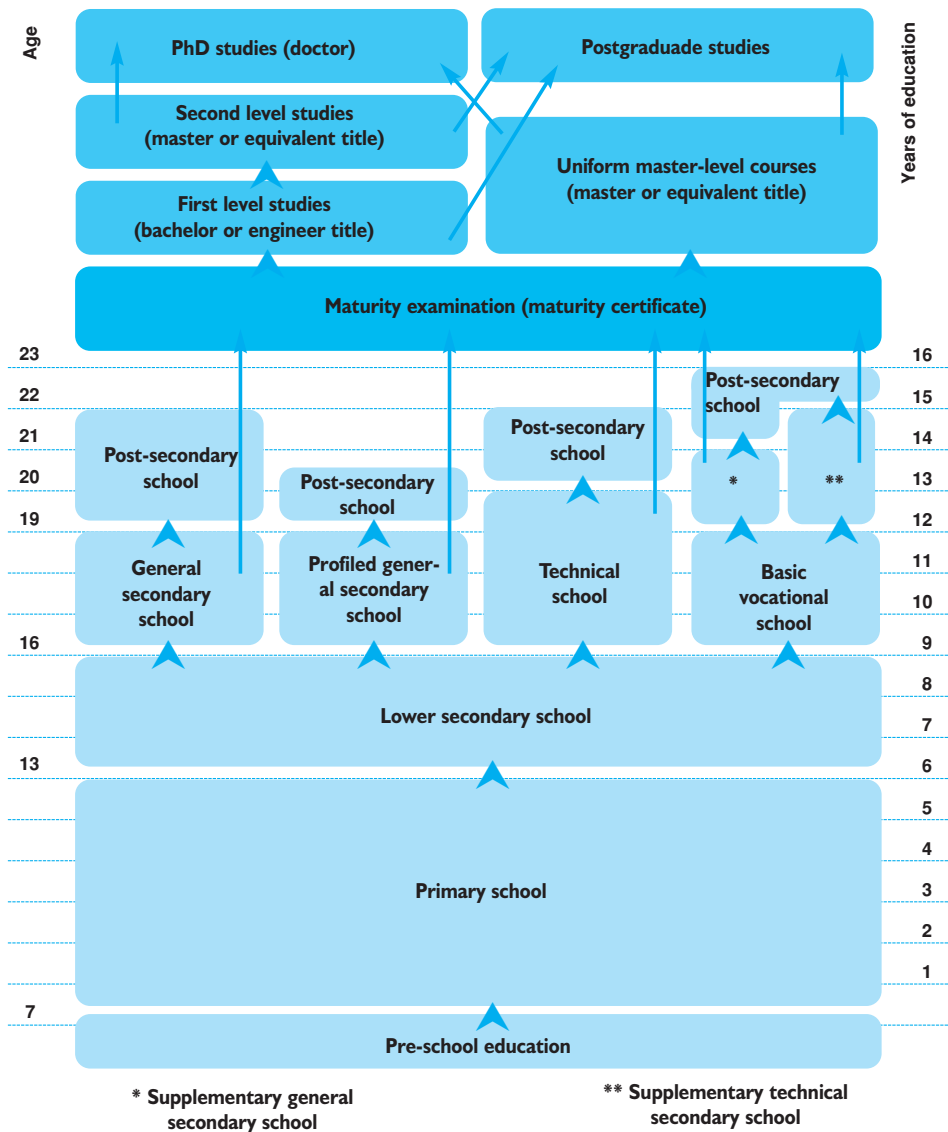 Age
Years of education
PhD studies (doctor)
Postgraduade studies
Second level studies
(master or equivalent title)
Uniform master-level courses
(master or equivalent title)
First level studies
(bachelor or engineer title)
Maturity examination (maturity certificate)
23
16
Post-secondary
school
22
15
Post-secondary
school
21
14
Post-secondary
school
20
13
Post-secondary
school
*
**
19
12
General
secondary
school
Profiled gener-
al secondary
school
Technical
school
Basic
vocational
school
11
10
16
9
8
Lower secondary school
7
13
6
5
4
Primary school
3
2
1
7
Pre-school education
* Supplementary general
secondary school
** Supplementary technical
secondary school